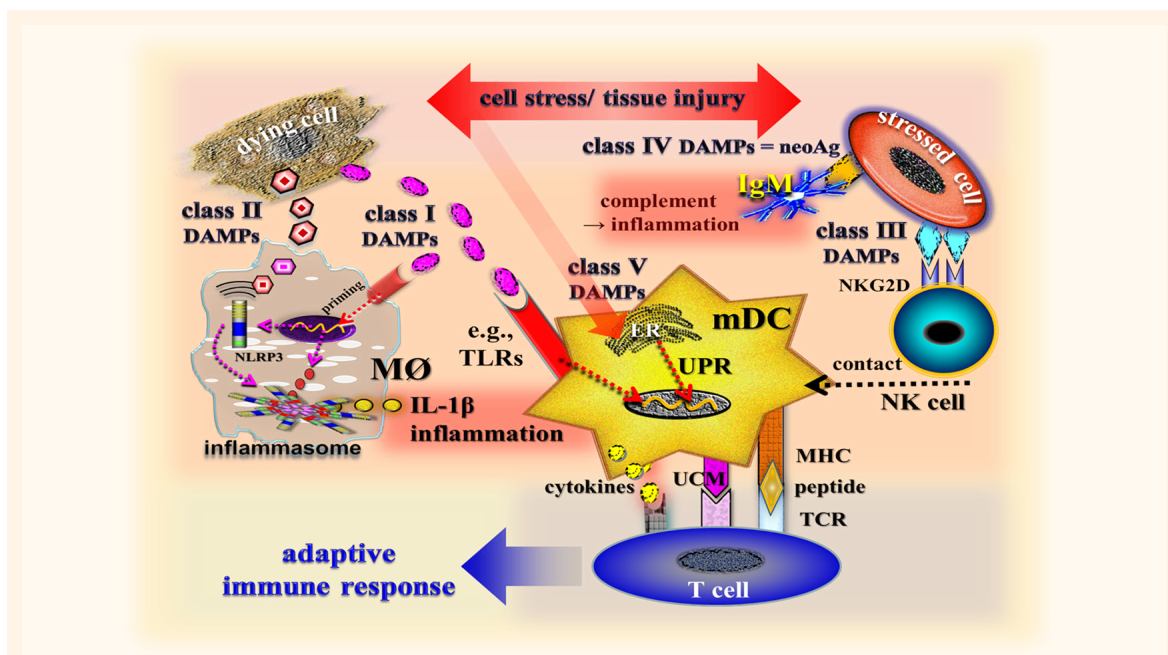 cell stress/ tissue injury
dying cell
stressed cell
class IV DAMPs = neoAg
IgM
complement
→ inflammation
class II
DAMPs
class I
DAMPs
class III
DAMPs
NKG2D
class V
DAMPs
priming
NLRP3
e.g.,
TLRs
ER
mDC
UPR
MØ
contact
NK cell
IL-1β
inflammation
inflammasome
cytokines
UCM
MHC
peptide
TCR
adaptive
immune response
T cell